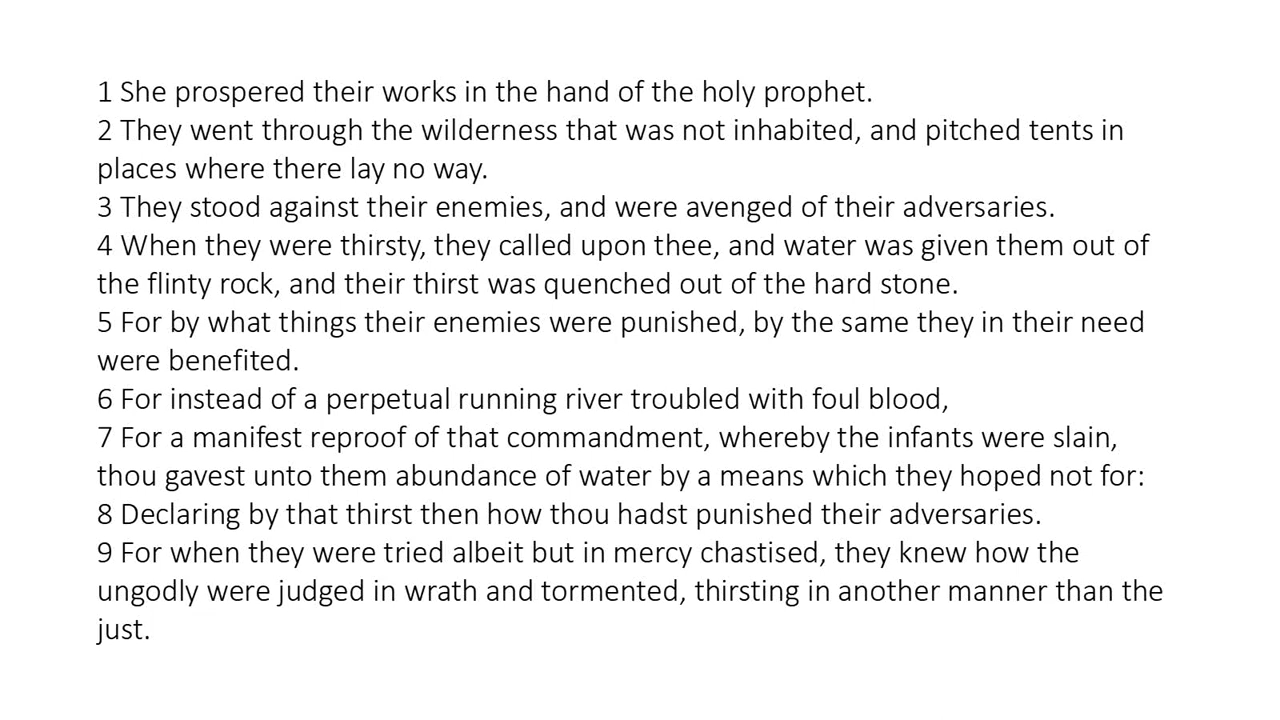 1 She prospered their works in the hand of the holy prophet.
2 They went through the wilderness that was not inhabited, and pitched tents in
places where there lay no way.
3 They stood against their enemies, and were avenged of their adversaries.
4 When they were thirsty, they called upon thee, and water was given them out of
the flinty rock, and their thirst was quenched out of the hard stone.
5 For by what things their enemies were punished, by the same they in their need
were benefited.
6 For instead of a perpetual running river troubled with foul blood,
7 For a manifest reproof of that commandment, whereby the infants were slain,
thou gavest unto them abundance of water by a means which they hoped not for:
8 Declaring by that thirst then how thou hadst punished their adversaries.
9 For when they were tried albeit but in mercy chastised, they knew how the
ungodly were judged in wrath and tormented, thirsting in another manner than the
just.